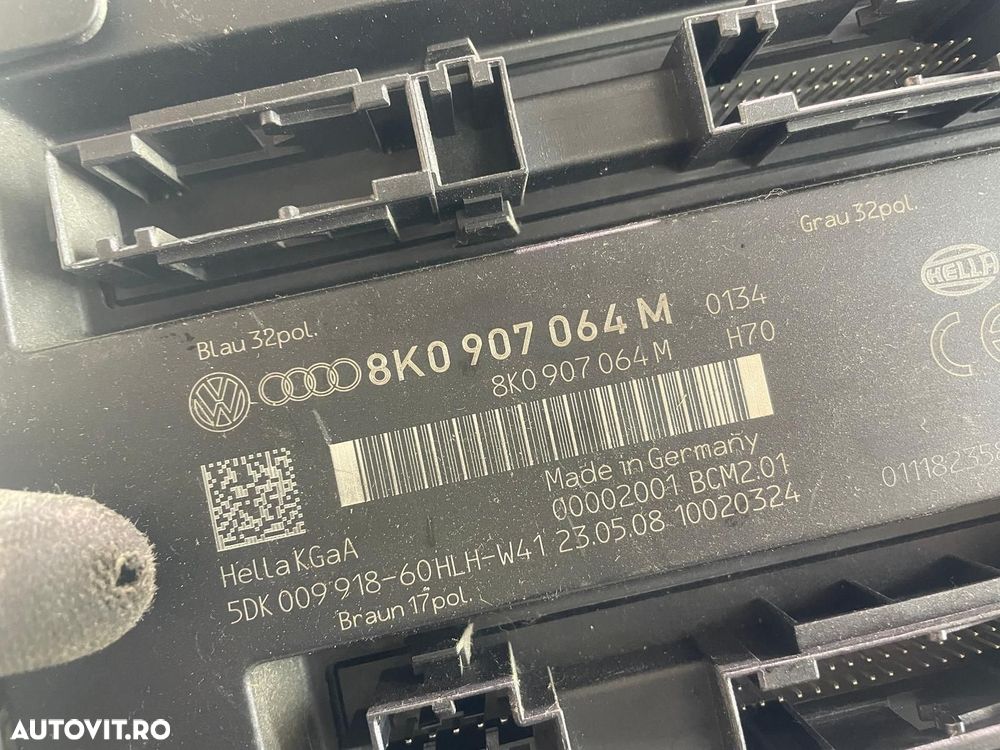 Grau 32pol.
HELLA
Blau 32pol.
8K0 907 064 M 0134
8K0 907 064 M H70
Made in Germany
00002001 BCM2.01
23.05.08 10020324
Hella KGaA
5DK 009 918-60 HLH-W41
Braun 17pol.
CE
AUTOVIT.RO